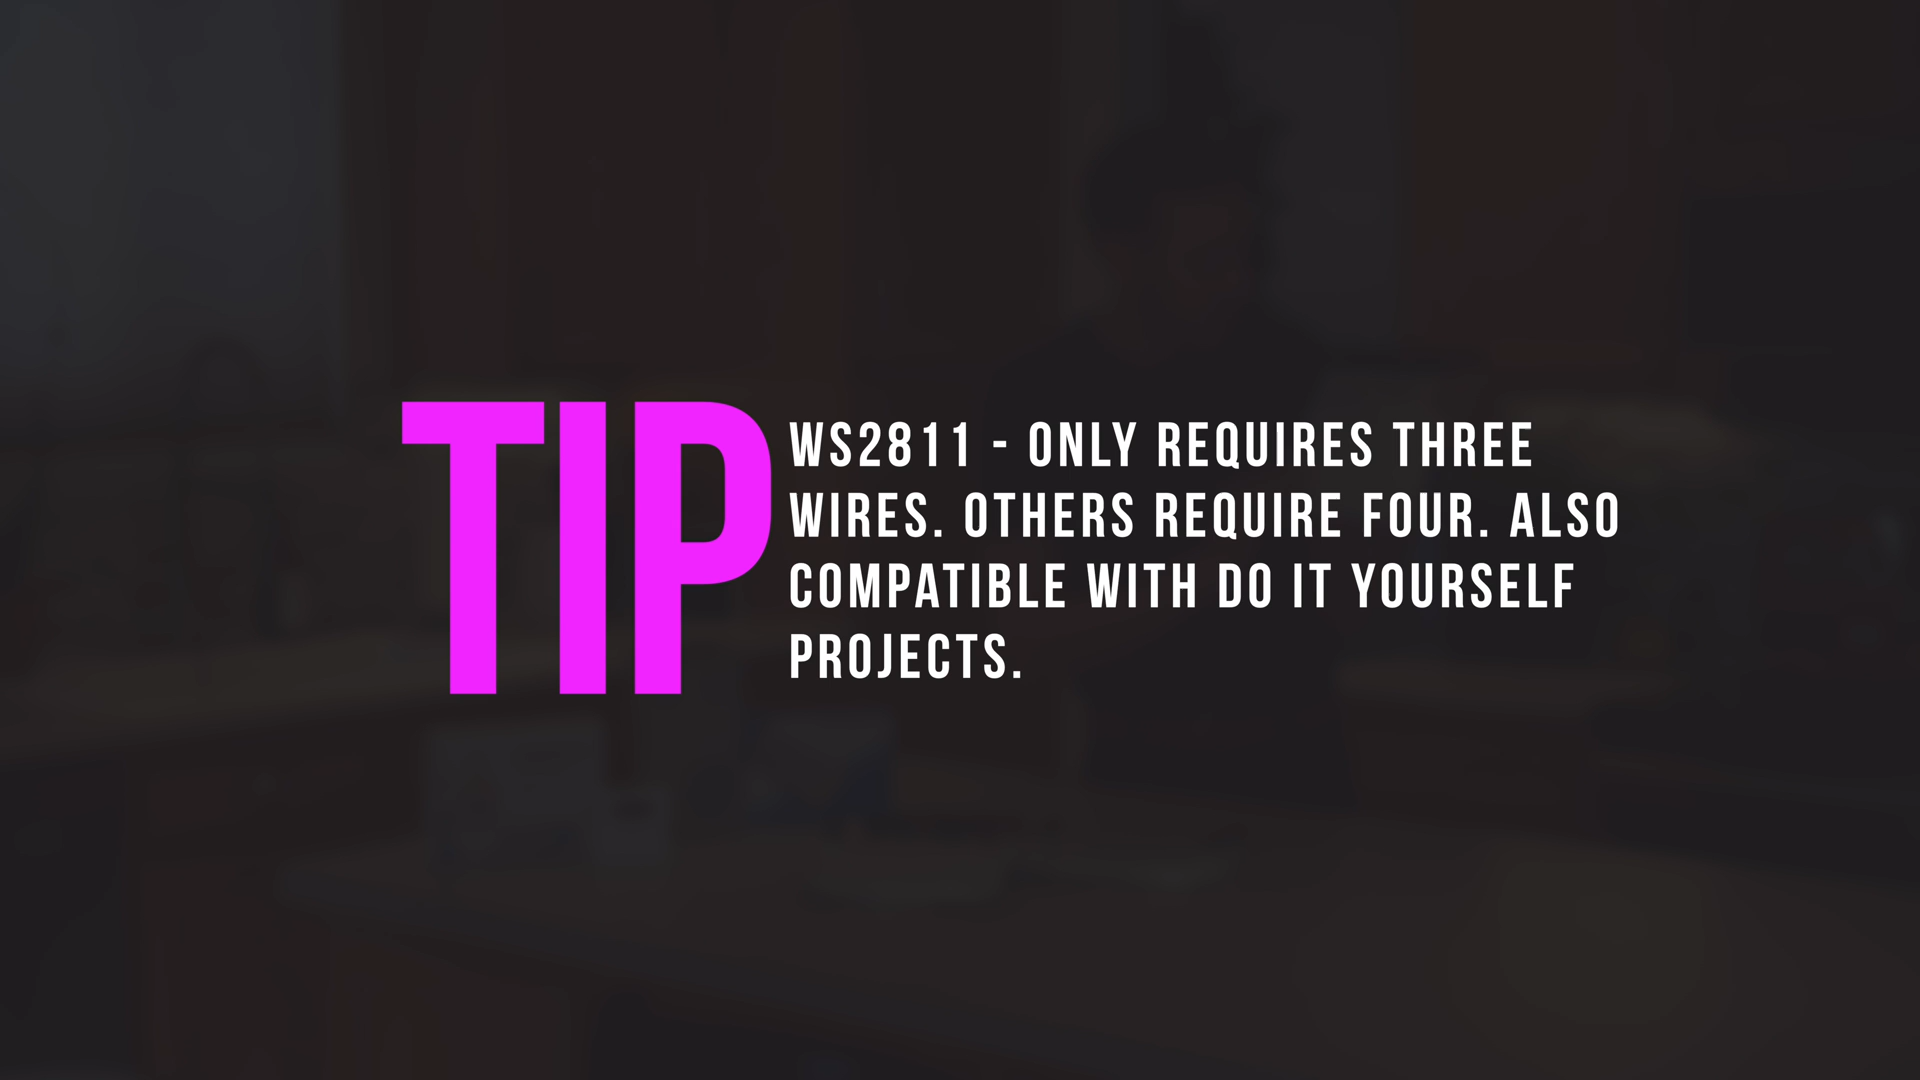 TIP
WS2811 - ONLY REQUIRES THREE
WIRES. OTHERS REQUIRE FOUR. ALSO
COMPATIBLE WITH DO IT YOURSELF
PROJECTS.